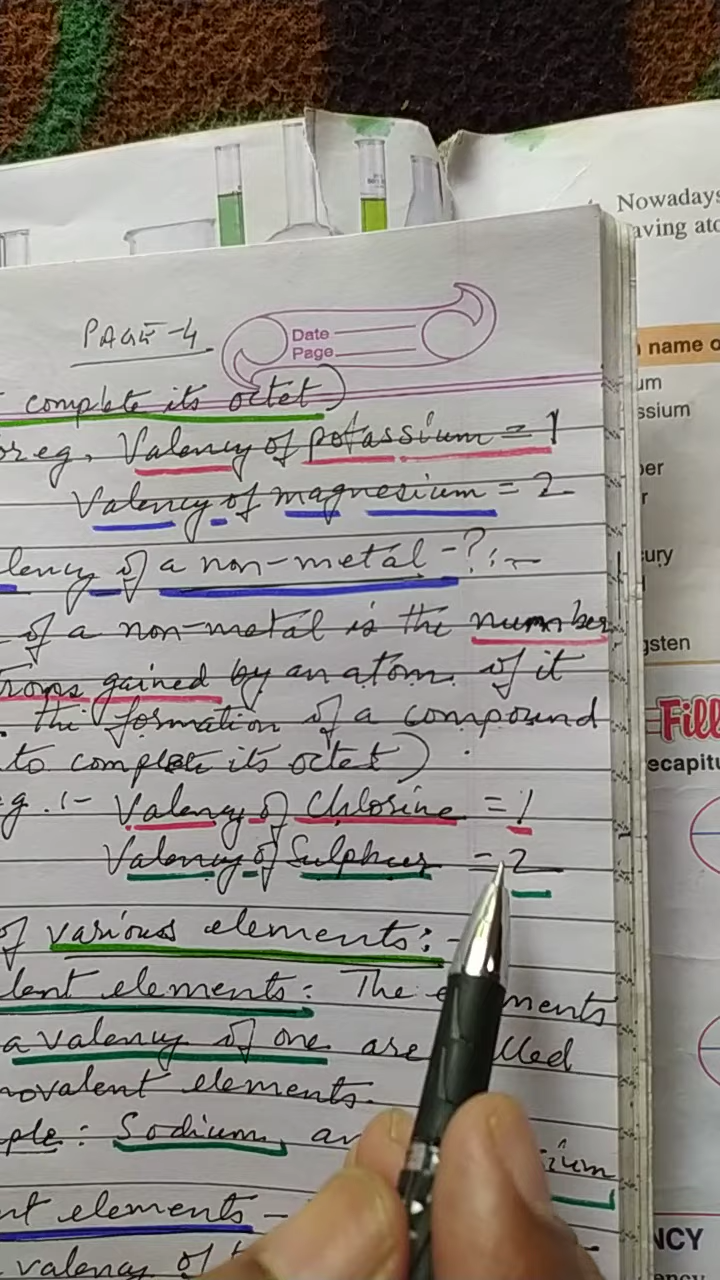 Nowadays
aving ato
PAGE-4
Date
Page
name o
complete its octet)
um
ssium
or eg, Valency of potassium = 1
per
r
Valency of magnesium = 2
lency of a non-metal -? :-
ury
of a non-metal is the number
gsten
trons gained by an atom of it
the formation of a compound
Fill
to complete its octet)
ecapitu
g :- Valency of Chlorine = 1
Valency of Sulphur = 2
of various elements: -
lent elements: The elements
a valency of one are called
novalent elements.
ple: Sodium,
sium
nt elements -
NCY
valency of